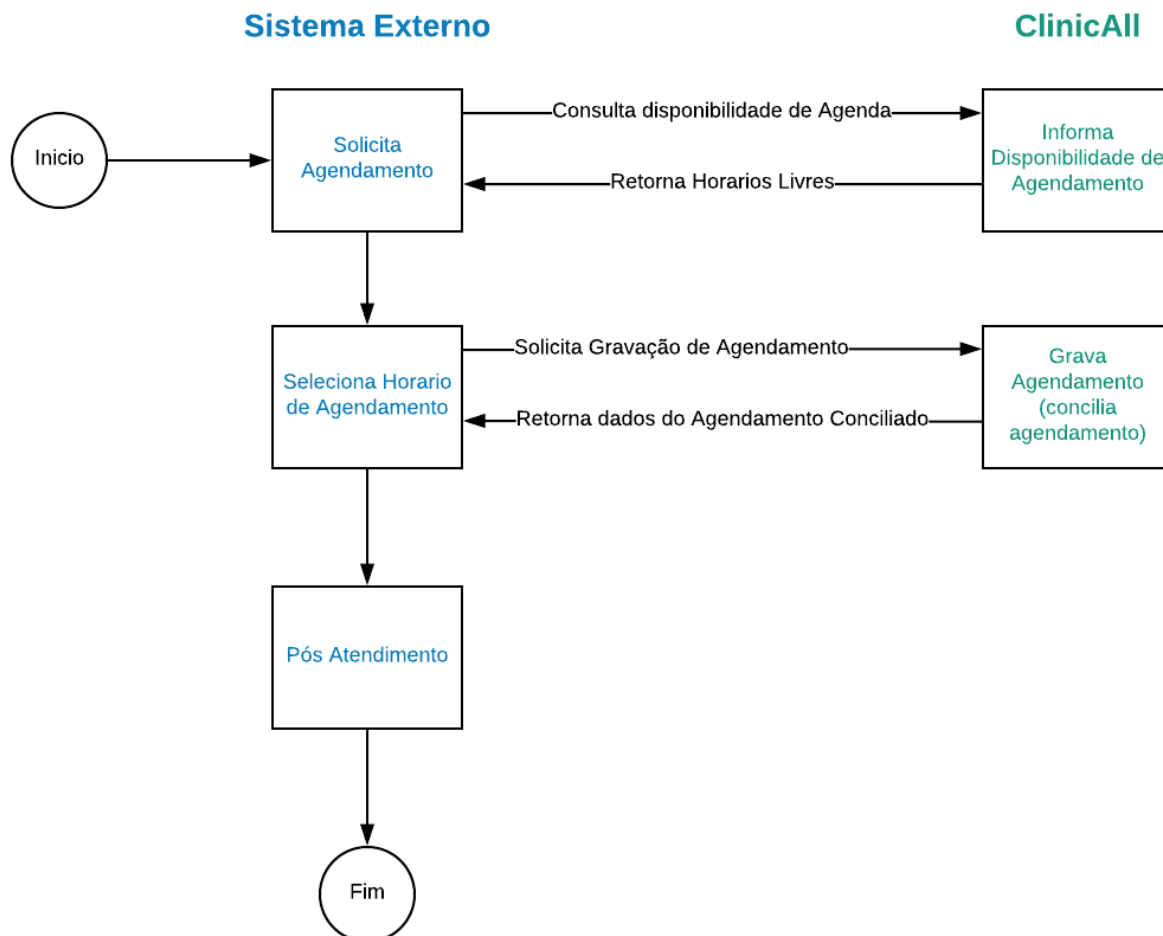 Sistema Externo
ClinicAll
Inicio
Solicita
Agendamento
Consulta disponibilidade de Agenda
Retorna Horarios Livres
Informa
Disponibilidade de
Agendamento
Seleciona Horario
de Agendamento
Solicita Gravação de Agendamento
Retorna dados do Agendamento Conciliado
Grava
Agendamento
(concilia
agendamento)
Pós Atendimento
Fim